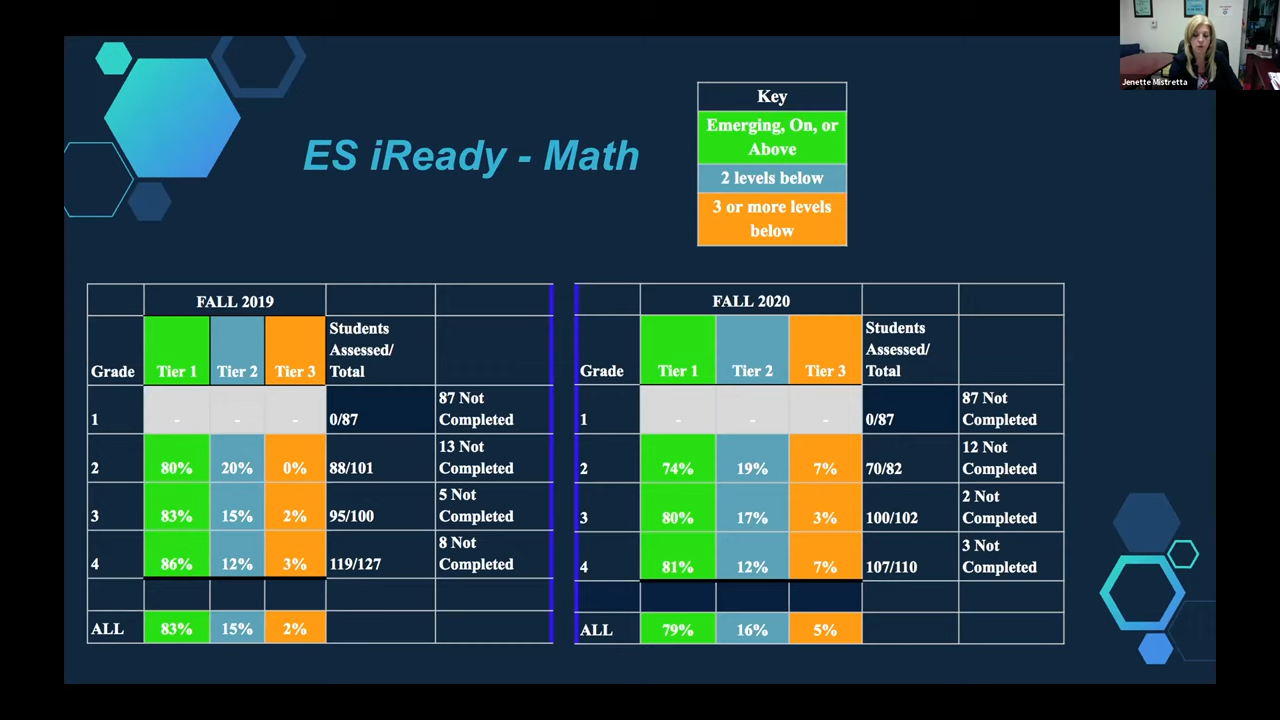 Jenette Mistretta
ES iReady - Math
Key
Emerging, On, or
Above
2 levels below
3 or more levels
below
FALL 2019
Grade Tier 1 Tier 2 Tier 3 Students
Assessed/
Total
1 - - - 0/87 87 Not
Completed
2 80% 20% 0% 88/101 13 Not
Completed
3 83% 15% 2% 95/100 5 Not
Completed
4 86% 12% 3% 119/127 8 Not
Completed
ALL 83% 15% 2%
FALL 2020
Grade Tier 1 Tier 2 Tier 3 Students
Assessed/
Total
1 - - - 0/87 87 Not
Completed
2 74% 19% 7% 70/82 12 Not
Completed
3 80% 17% 3% 100/102 2 Not
Completed
4 81% 12% 7% 107/110 3 Not
Completed
ALL 79% 16% 5%